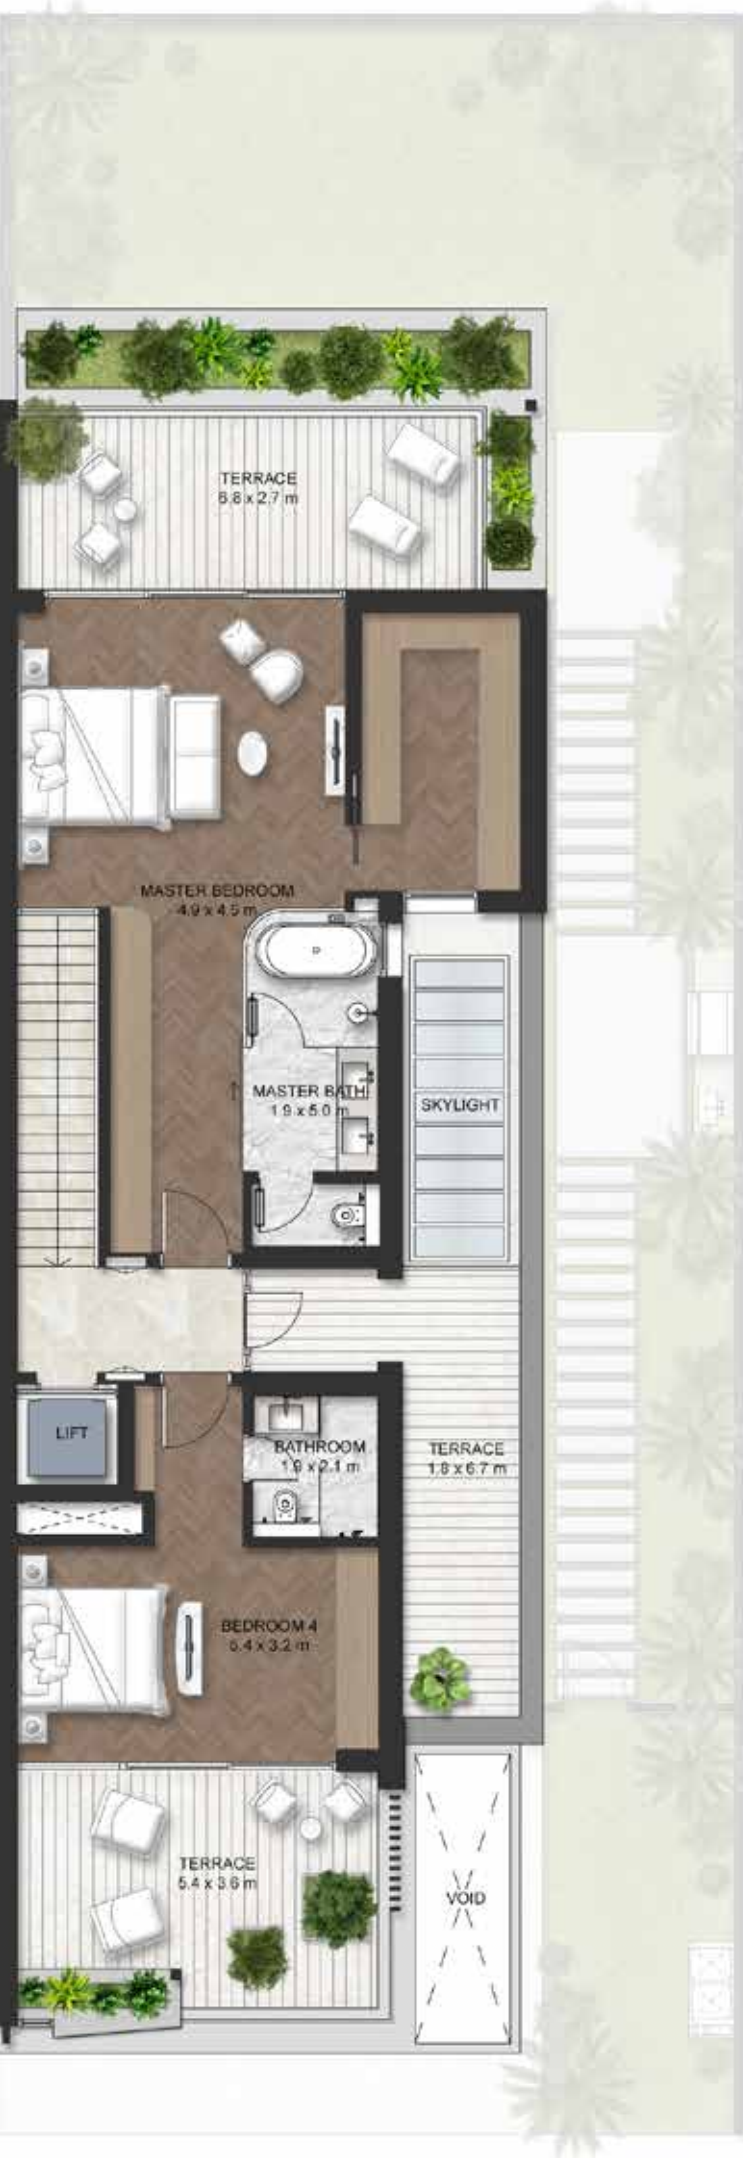 TERRACE
6.8 x 2.7 m
MASTER BEDROOM
4.9 x 4.5 m
MASTER BATH
1.9 x 5.0 m
SKYLIGHT
LIFT
BATHROOM
1.9 x 2.1 m
TERRACE
1.8 x 6.7 m
BEDROOM 4
5.4 x 3.2 m
TERRACE
5.4 x 3.6 m
VOID